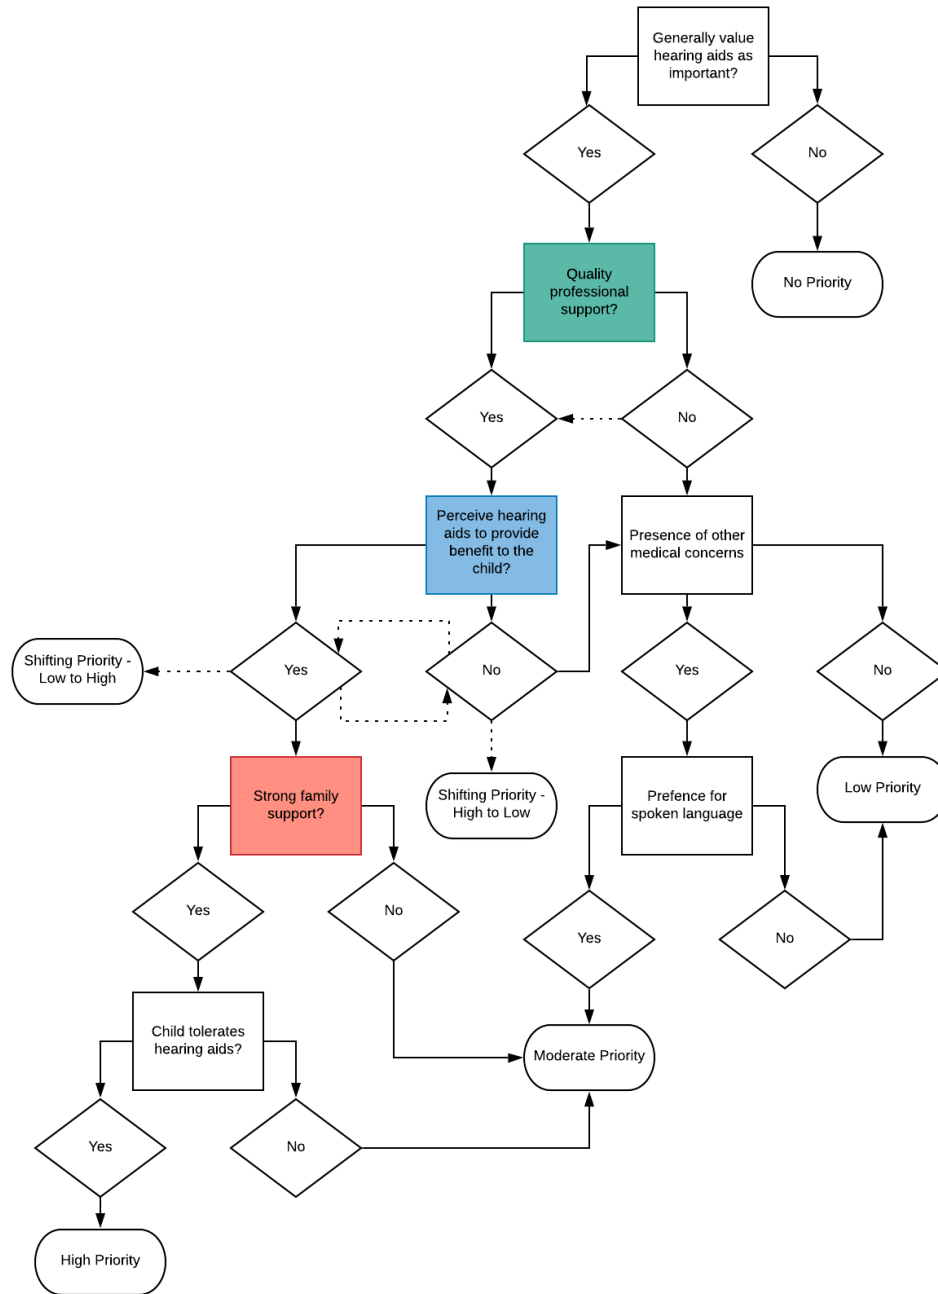 Generally value
hearing aids as
important?
Yes
No
Quality
professional
support?
No Priority
Yes
No
Perceive hearing
aids to provide
benefit to the
child?
Presence of other
medical concerns
Shifting Priority -
Low to High
Yes
No
Yes
No
Strong family
support?
Shifting Priority -
High to Low
Prefence for
spoken language
Low Priority
Yes
No
Yes
No
Child tolerates
hearing aids?
Moderate Priority
Yes
No
High Priority